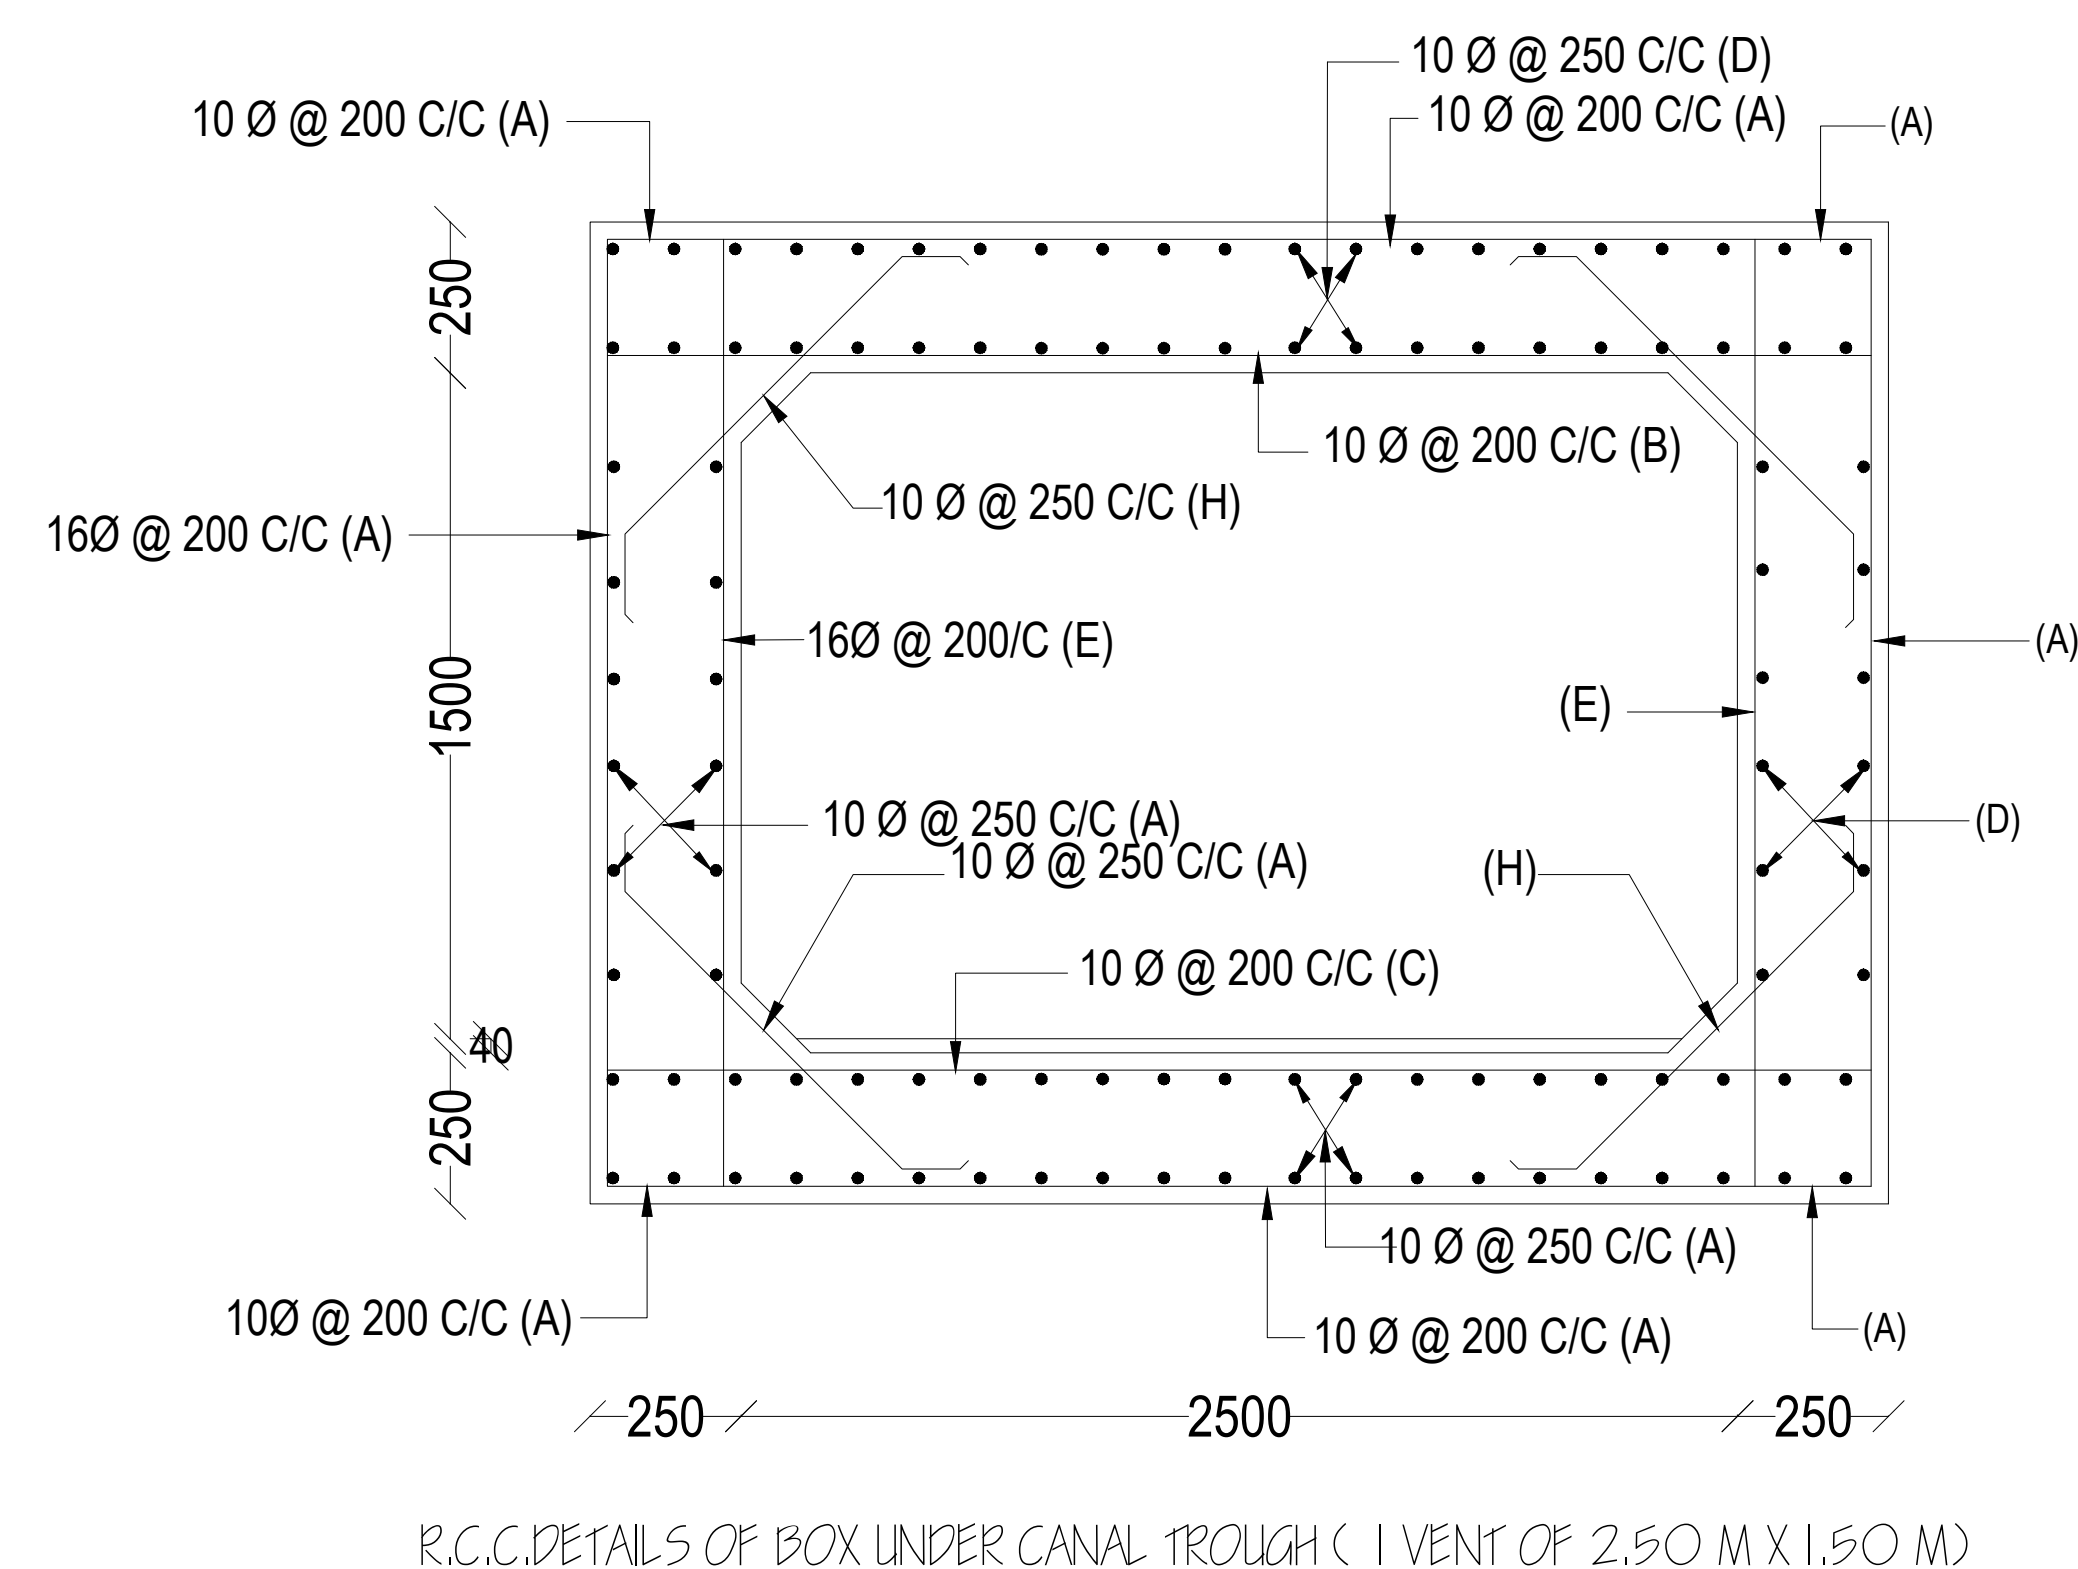 10 Ø @ 250 C/C (D)
10 Ø @ 200 C/C (A)
10 Ø @ 200 C/C (A)
(A)
250
10 Ø @ 200 C/C (B)
10 Ø @ 250 C/C (H)
16Ø @ 200 C/C (A)
16Ø @ 200/C (E)
(A)
1500
(E)
10 Ø @ 250 C/C (A)
(D)
10 Ø @ 250 C/C (A)
(H)
10 Ø @ 200 C/C (C)
40
250
10 Ø @ 250 C/C (A)
10Ø @ 200 C/C (A)
10 Ø @ 200 C/C (A)
(A)
250
2500
250
R.C.C.DETAILS OF BOX UNDER CANAL TROUGH ( 1 VENT OF 2.50 M X 1.50 M)